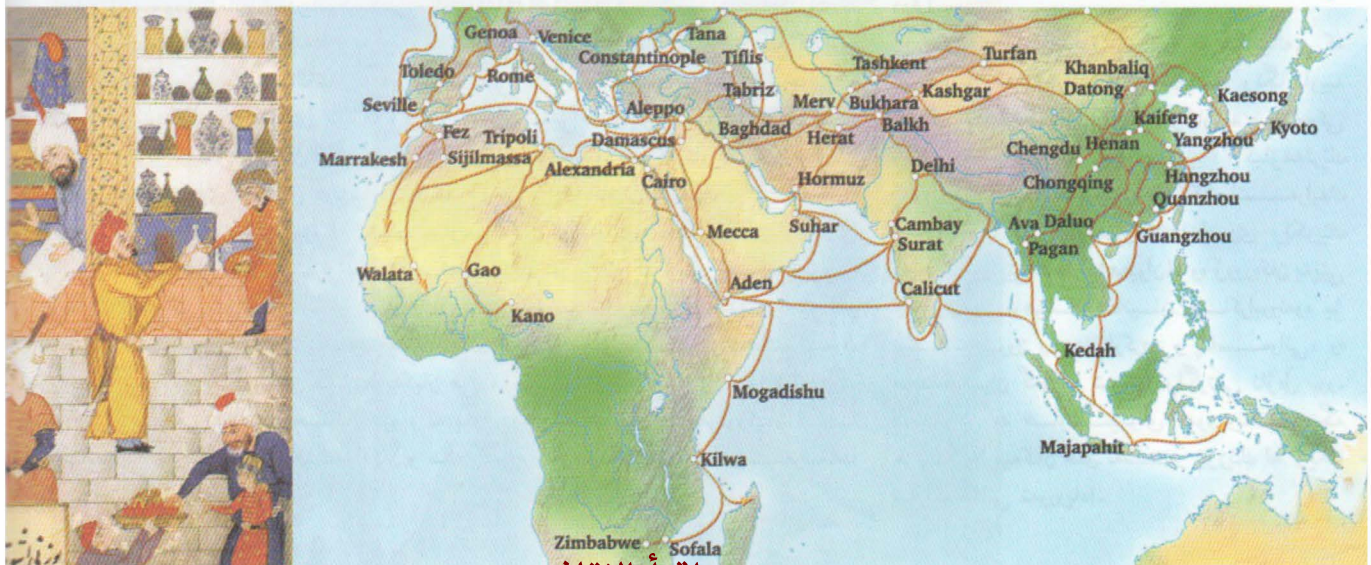 Genoa
Venice
Tana
Constantinople
Tiflis
Turfan
Tashkent
Khanbaliq
Toledo
Rome
Datong
Kashgar
Kaesong
Seville
Aleppo
Tabriz
Merv
Bukhara
Kaifeng
Kyoto
Fez
Tripoli
Damascus
Baghdad
Herat
Balkh
Henan
Yangzhou
Chengdu
Marrakesh
Sijilmassa
Alexandria
Delhi
Cairo
Hormuz
Chongqing
Hangzhou
Quanzhou
Mecca
Suhar
Cambay
Ava
Daluo
Surat
Pagan
Guangzhou
Walata
Gao
Aden
Calicut
Kano
Kedah
Mogadishu
Majapahit
Kilwa
Zimbabwe
Sofala